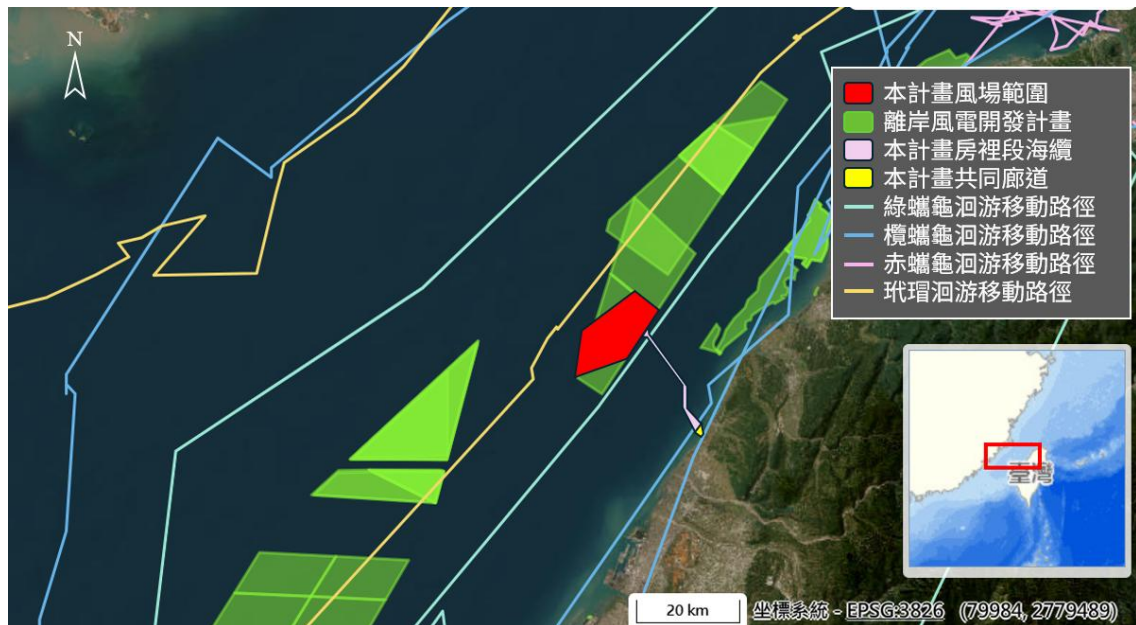 N
本計畫風場範圍
離岸風電開發計畫
本計畫房裡段海纜
本計畫共同廊道
綠蠵龜洄游移動路徑
欖蠵龜洄游移動路徑
赤蠵龜洄游移動路徑
玳瑁洄游移動路徑
臺灣
20 km
坐標系統 - EPSG:3826 (79984, 2779489)